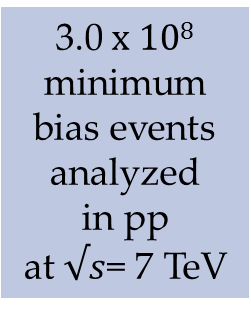 3.0 x 10⁸
minimum
bias events
analyzed
in pp
at √s= 7 TeV